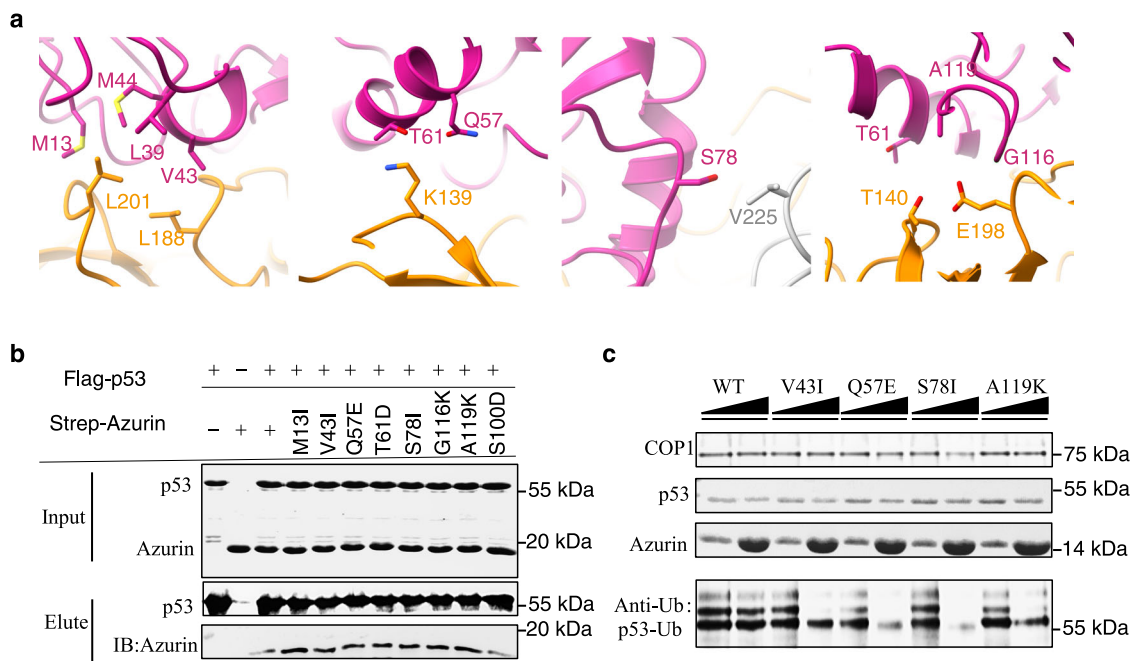 a
M44
M13
L39
V43
L201
L188
T61
Q57
K139
S78
V225
A119
T61
G116
T140
E198
b
Flag-p53 + − + + + + + + + + +
Strep-Azurin − + + M13I V43I Q57E T61D S78I G116K A119K S100D
Input
p53
55 kDa
Azurin
20 kDa
Elute
p53
55 kDa
20 kDa
IB:Azurin
c
WT V43I Q57E S78I A119K
COP1
75 kDa
p53
55 kDa
Azurin
14 kDa
Anti-Ub:
p53-Ub
55 kDa